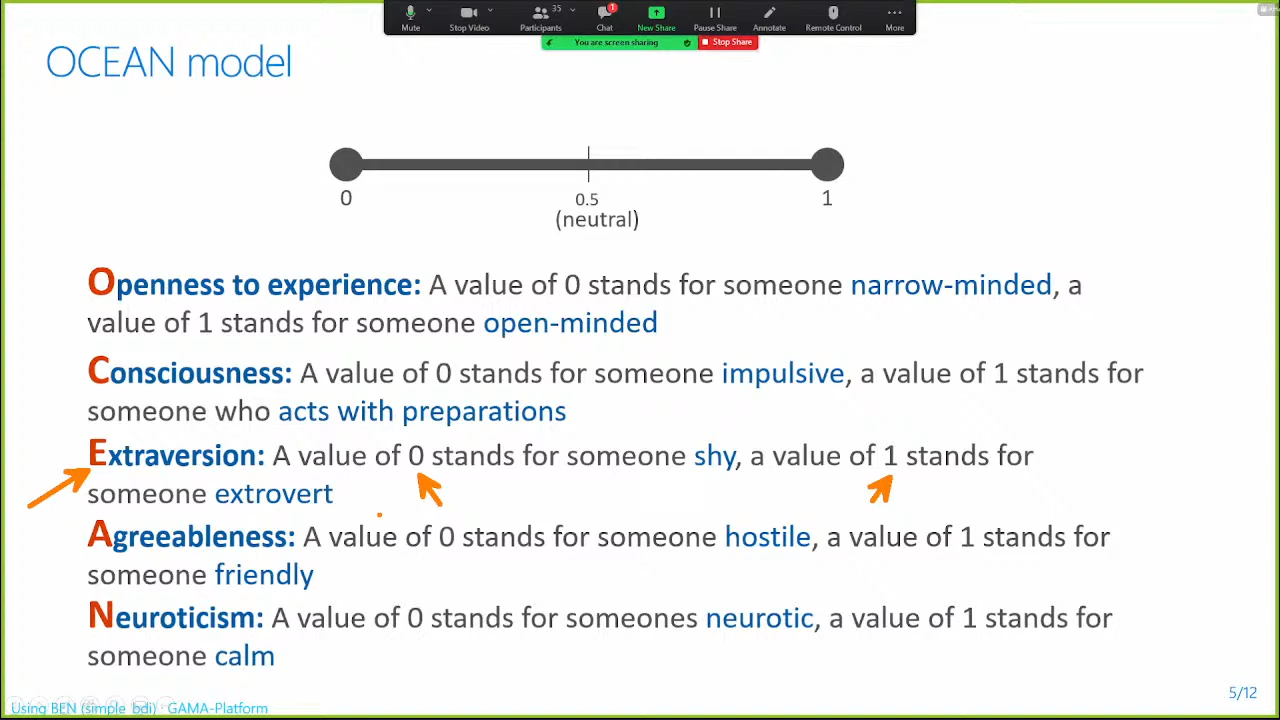 Mute
Stop Video
Participants
35
Chat
1
New Share
Pause Share
Annotate
Remote Control
More
You are screen sharing
Stop Share
OCEAN model
0
0.5
(neutral)
1
Openness to experience: A value of 0 stands for someone narrow-minded, a
value of 1 stands for someone open-minded
Consciousness: A value of 0 stands for someone impulsive, a value of 1 stands for
someone who acts with preparations
Extraversion: A value of 0 stands for someone shy, a value of 1 stands for
someone extrovert
Agreeableness: A value of 0 stands for someone hostile, a value of 1 stands for
someone friendly
Neuroticism: A value of 0 stands for someones neurotic, a value of 1 stands for
someone calm
5/12
Using BEN (simple_bdi) · GAMA-Platform